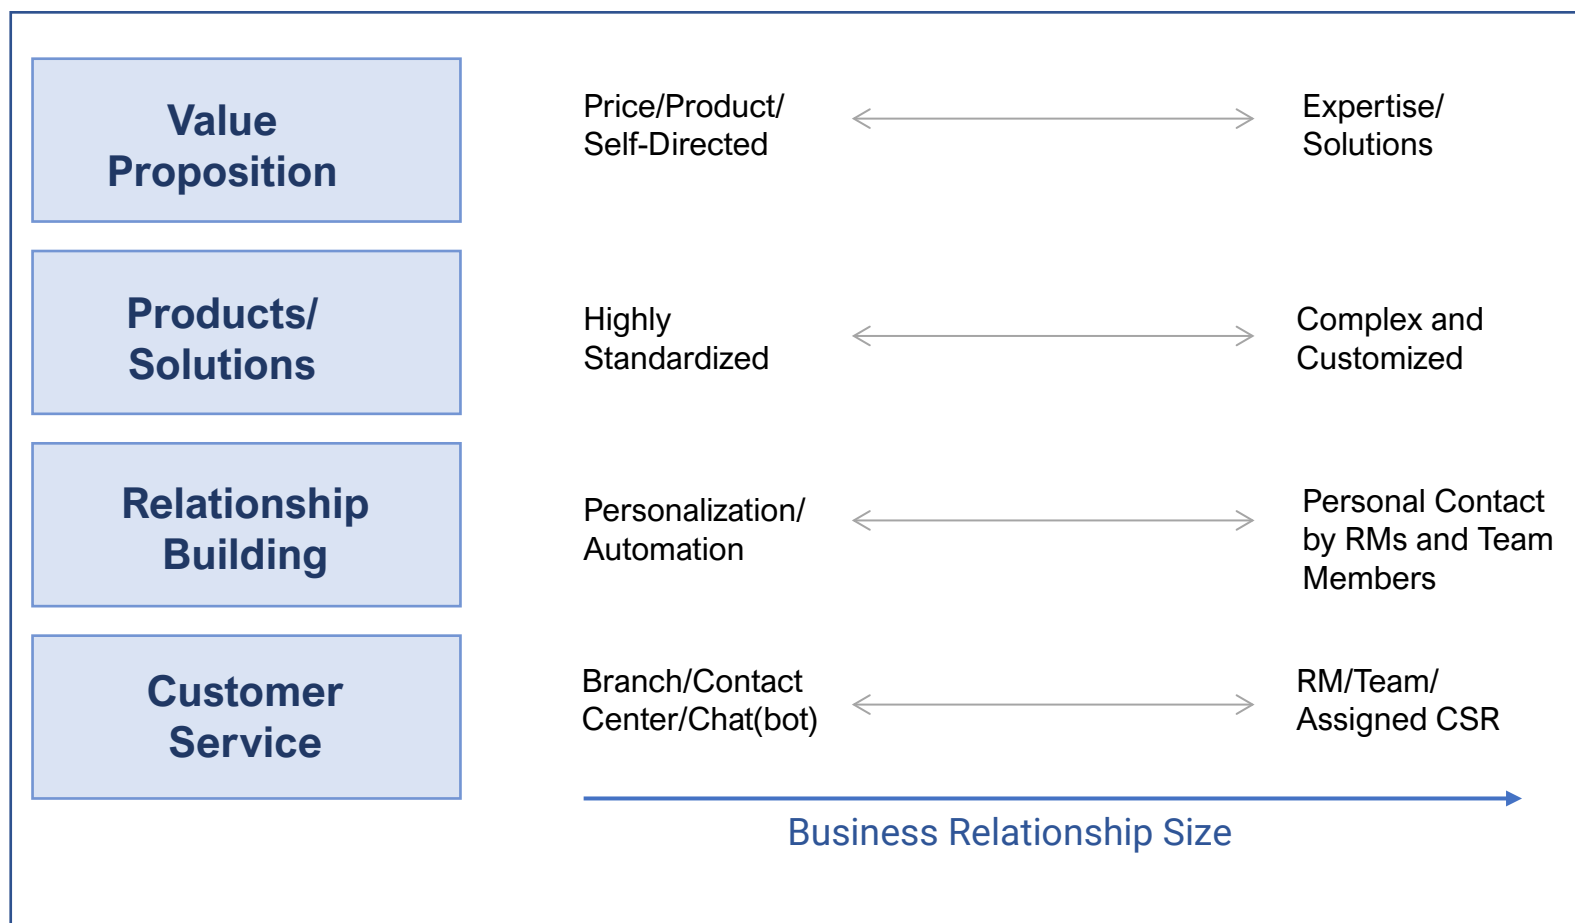 Value
Proposition
Price/Product/
Self-Directed
Expertise/
Solutions
Products/
Solutions
Highly
Standardized
Complex and
Customized
Relationship
Building
Personalization/
Automation
Personal Contact
by RMs and Team
Members
Customer
Service
Branch/Contact
Center/Chat(bot)
RM/Team/
Assigned CSR
Business Relationship Size